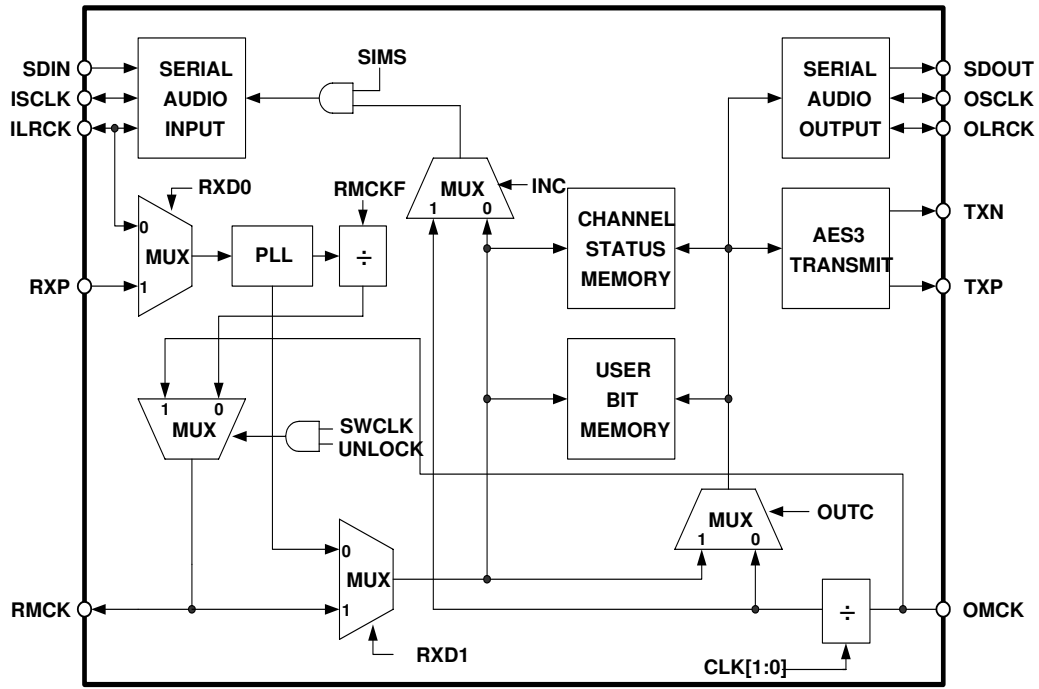 SIMS
SDIN
ISCLK
ILRCK
SERIAL
AUDIO
INPUT
SERIAL
AUDIO
OUTPUT
SDOUT
OSCLK
OLRCK
RXD0
RMCKF
MUX
1 0
INC
CHANNEL
STATUS
MEMORY
AES3
TRANSMIT
TXN
TXP
0
MUX
1
PLL
÷
RXP
USER
BIT
MEMORY
1 0
MUX
SWCLK
UNLOCK
MUX
1 0
OUTC
0
MUX
1
RMCK
÷
OMCK
RXD1
CLK[1:0]